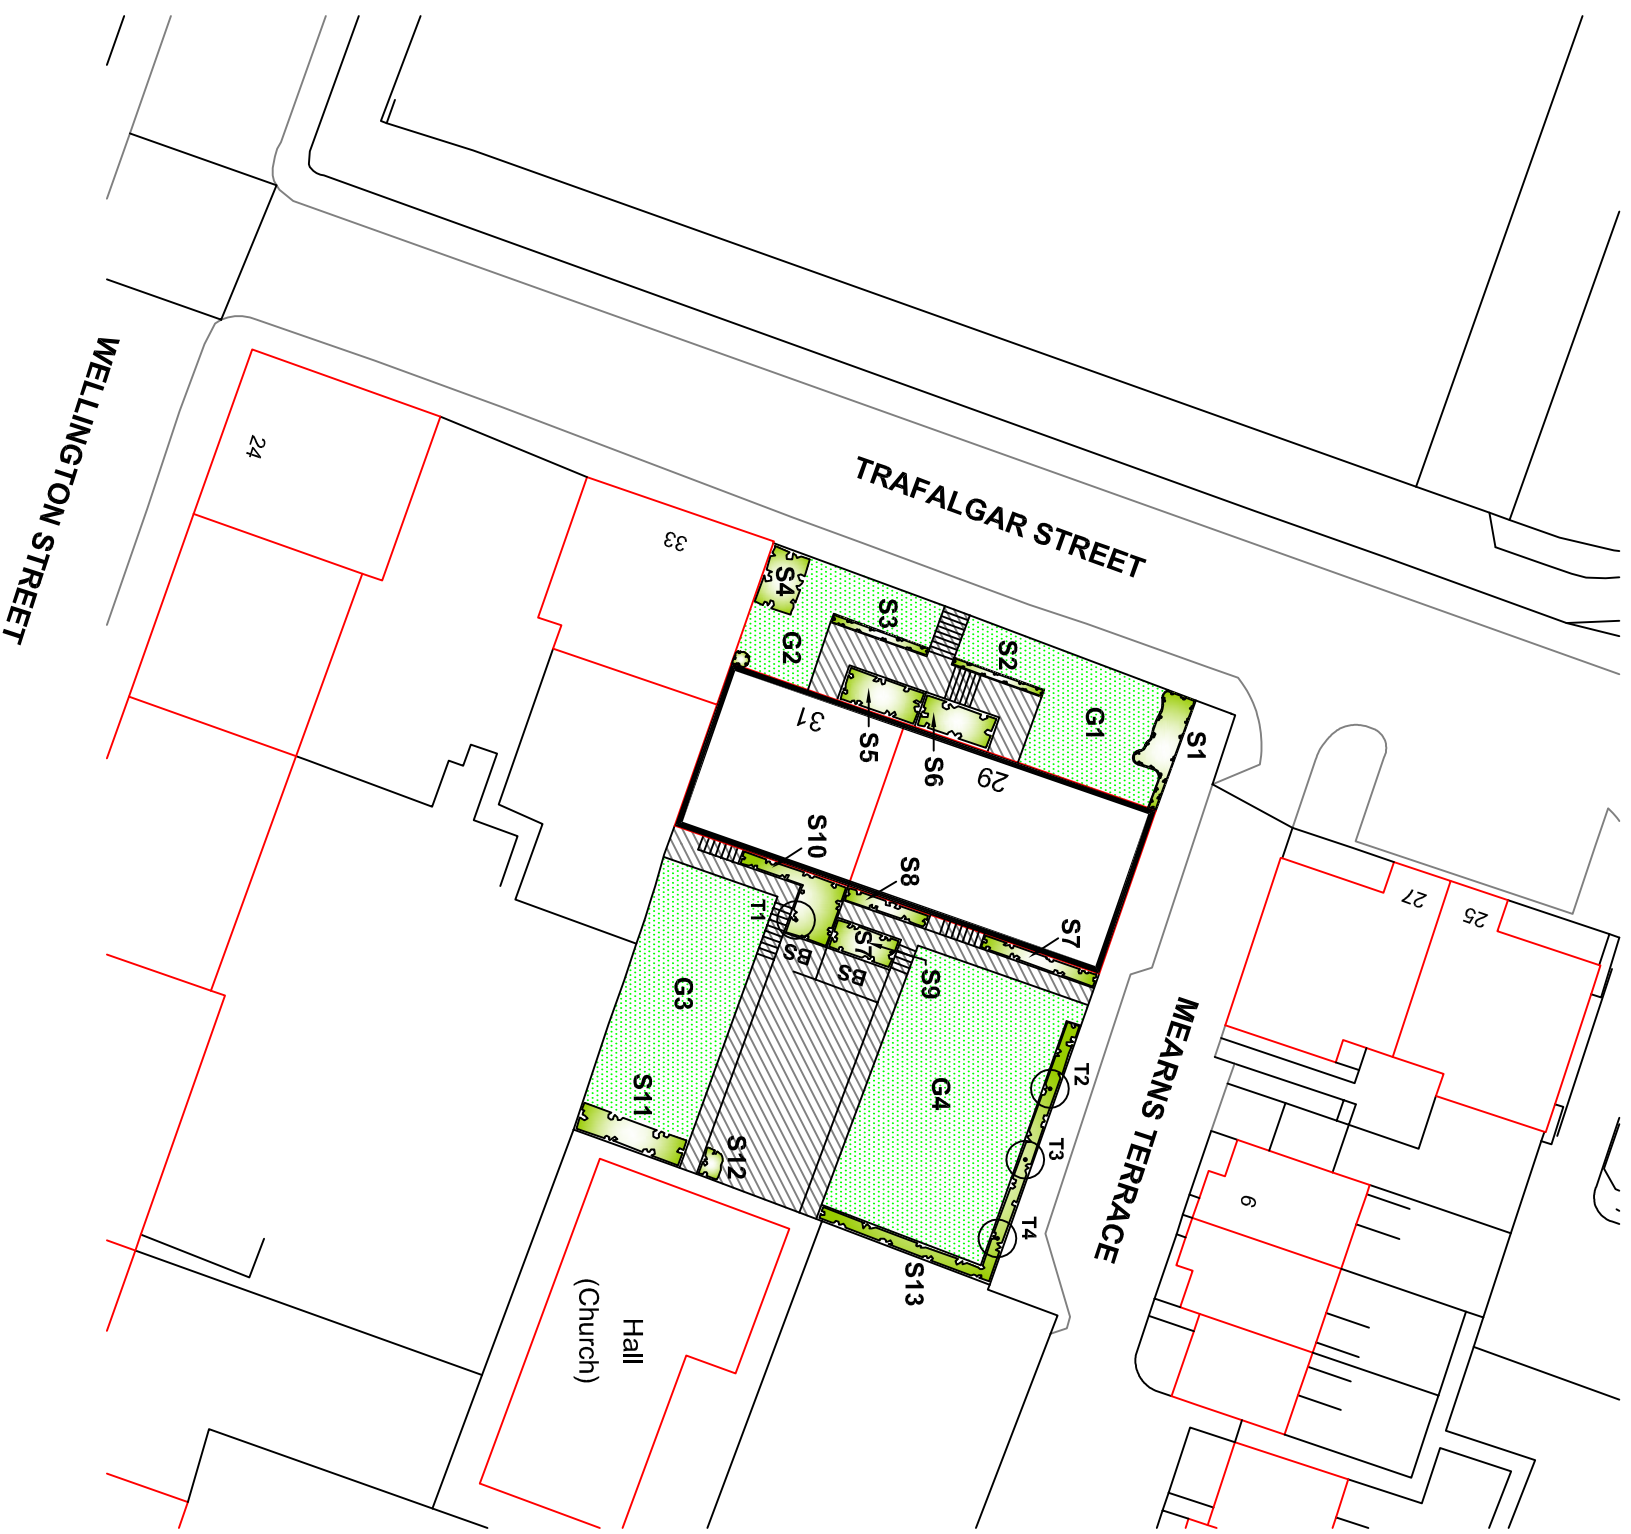 WELLINGTON STREET
TRAFALGAR STREET
MEARNS TERRACE
24
33
S4
S3
G2
S2
G1
S1
31
S5
S6
29
S10
S8
S7
T1
S7
S9
BS
BS
G3
G4
T2
T3
T4
S11
S12
S13
27
25
6
Hall
(Church)